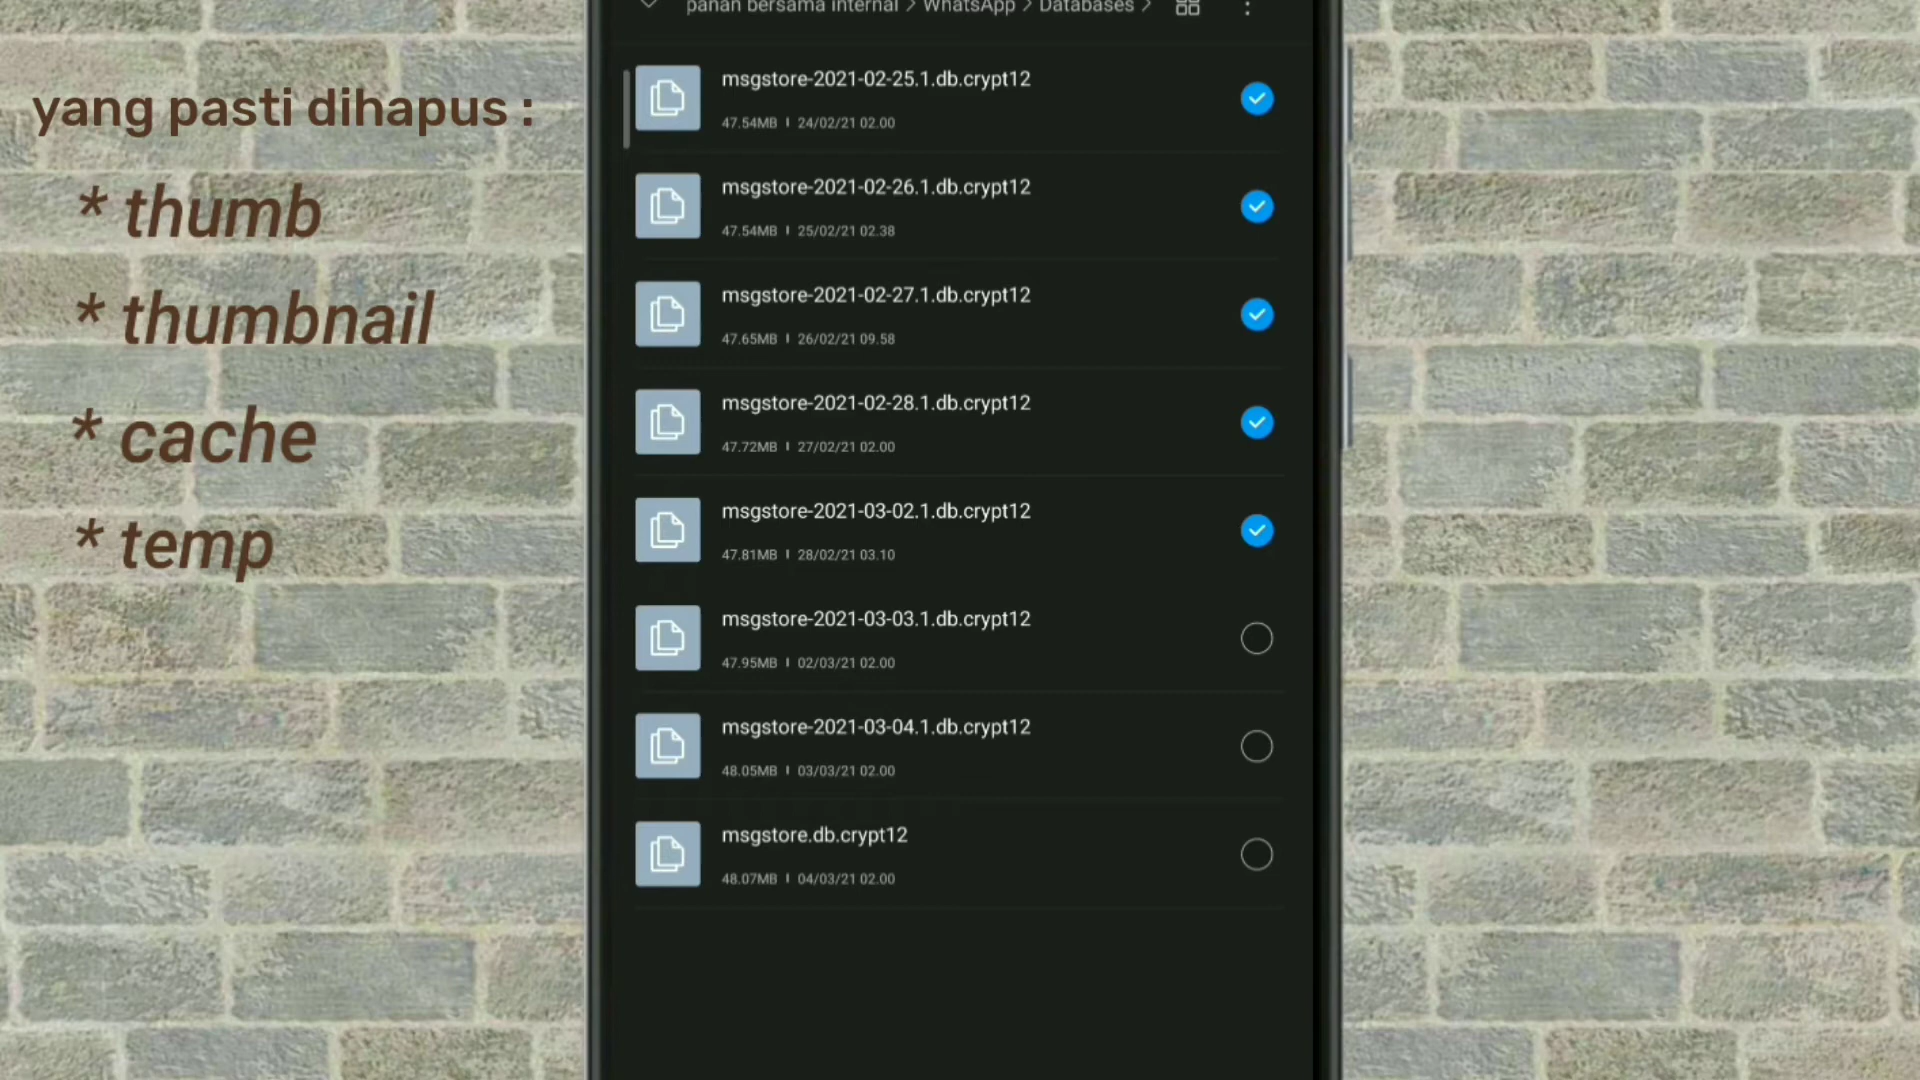 yang pasti dihapus :
* thumb
* thumbnail
* cache
* temp
panan bersama internal > WhatsApp > Databases >
msgstore-2021-02-25.1.db.crypt12
47.54MB | 24/02/21 02.00
msgstore-2021-02-26.1.db.crypt12
47.54MB | 25/02/21 02.38
msgstore-2021-02-27.1.db.crypt12
47.65MB | 26/02/21 09.58
msgstore-2021-02-28.1.db.crypt12
47.72MB | 27/02/21 02.00
msgstore-2021-03-02.1.db.crypt12
47.81MB | 28/02/21 03.10
msgstore-2021-03-03.1.db.crypt12
47.95MB | 02/03/21 02.00
msgstore-2021-03-04.1.db.crypt12
48.05MB | 03/03/21 02.00
msgstore.db.crypt12
48.07MB | 04/03/21 02.00